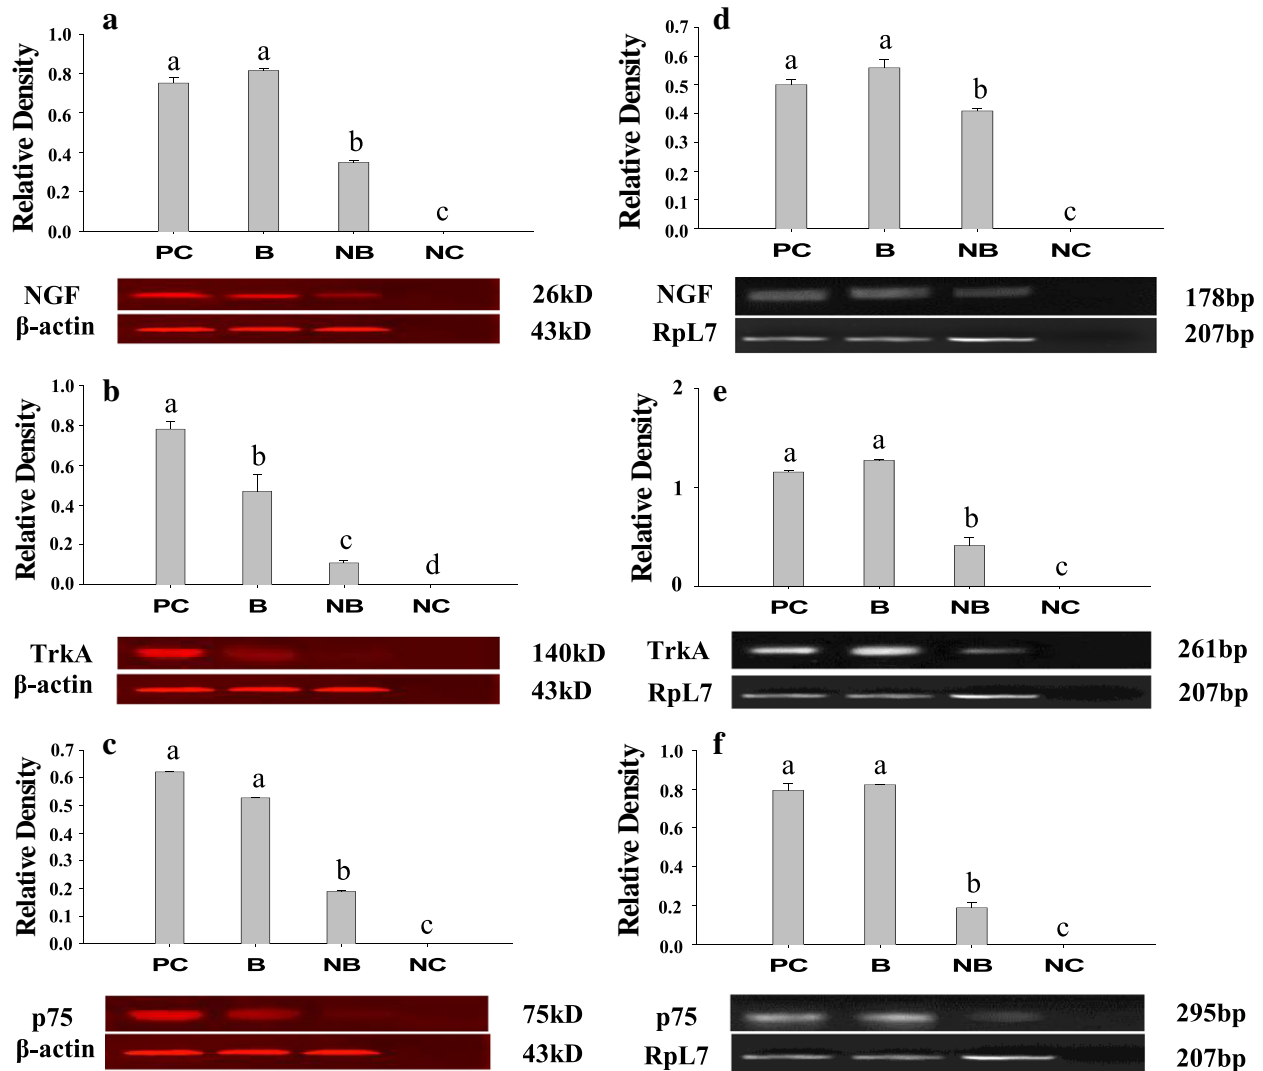 a
Relative Density
1.0
0.8
0.6
0.4
0.2
0.0
a
a
b
c
PC B NB NC
NGF 26kD
β-actin 43kD
d
Relative Density
0.7
0.6
0.5
0.4
0.3
0.2
0.1
0.0
a
a
b
c
PC B NB NC
NGF 178bp
RpL7 207bp
b
Relative Density
1.0
0.8
0.6
0.4
0.2
0.0
a
b
c
d
PC B NB NC
TrkA 140kD
β-actin 43kD
e
Relative Density
2
1
0
a
a
b
c
PC B NB NC
TrkA 261bp
RpL7 207bp
c
Relative Density
0.7
0.6
0.5
0.4
0.3
0.2
0.1
0.0
a
a
b
c
PC B NB NC
p75 75kD
β-actin 43kD
f
Relative Density
1.0
0.8
0.6
0.4
0.2
0.0
a
a
b
c
PC B NB NC
p75 295bp
RpL7 207bp